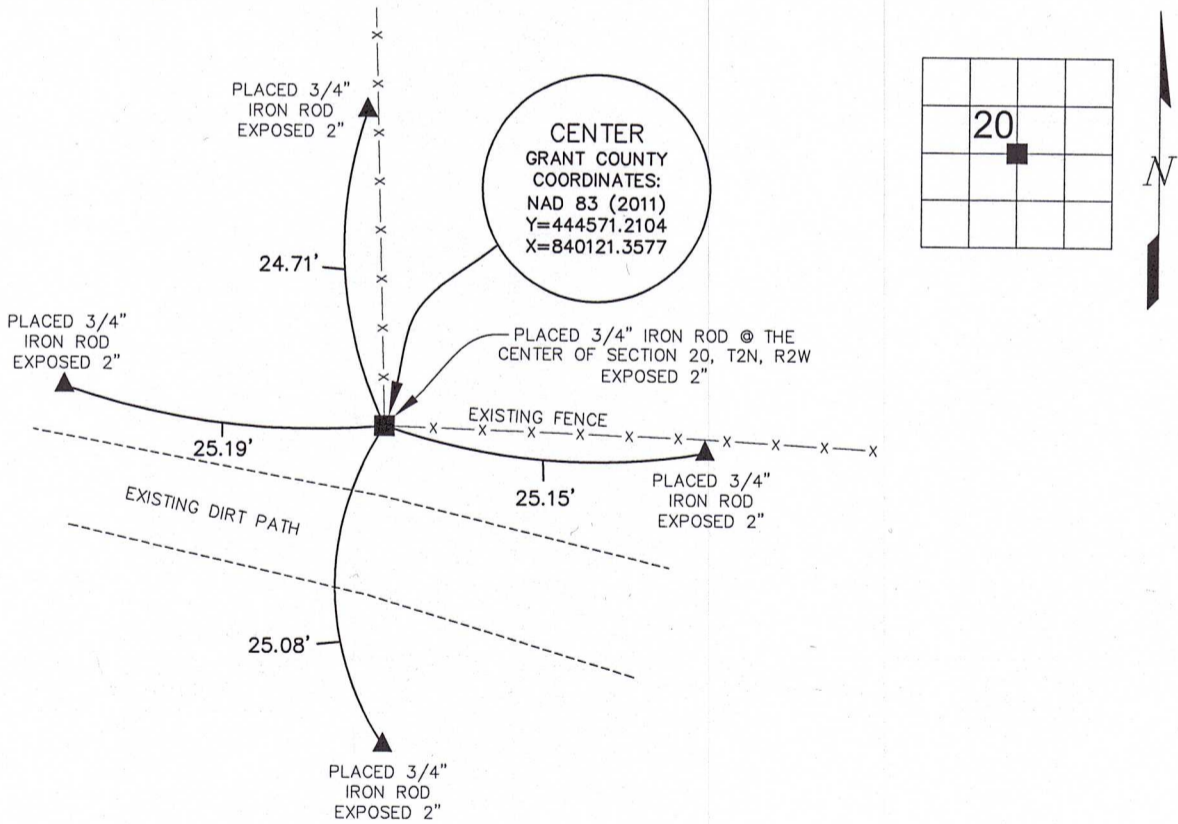 PLACED 3/4"
IRON ROD
EXPOSED 2"
CENTER
GRANT COUNTY
COORDINATES:
NAD 83 (2011)
Y=444571.2104
X=840121.3577
20
N
24.71'
PLACED 3/4"
IRON ROD
EXPOSED 2"
PLACED 3/4" IRON ROD @ THE
CENTER OF SECTION 20, T2N, R2W
EXPOSED 2"
EXISTING FENCE
25.19'
25.15'
PLACED 3/4"
IRON ROD
EXPOSED 2"
EXISTING DIRT PATH
25.08'
PLACED 3/4"
IRON ROD
EXPOSED 2"